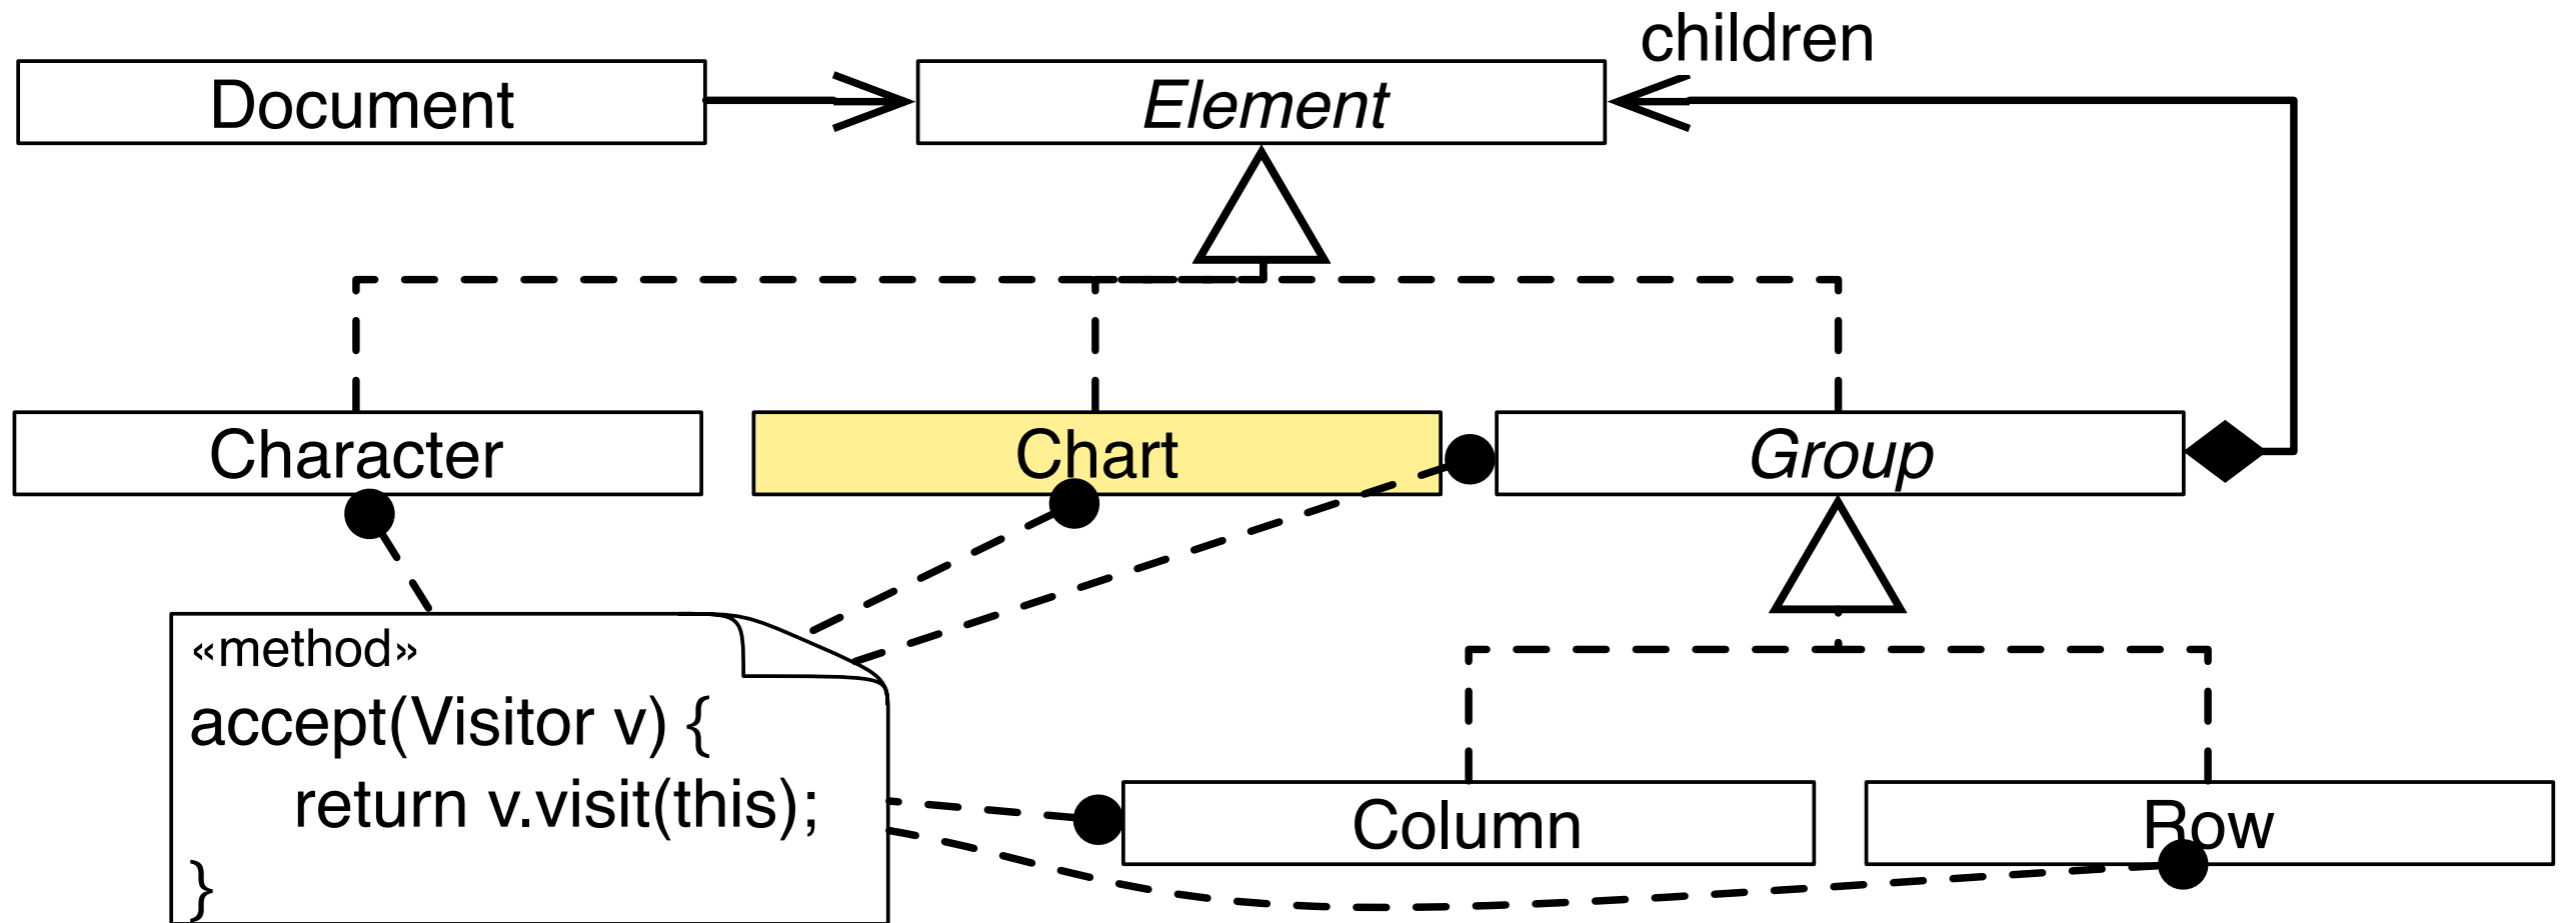 children
Document
Element
Character
Chart
Group
«method»
accept(Visitor v) {
return v.visit(this);
}
Column
Row